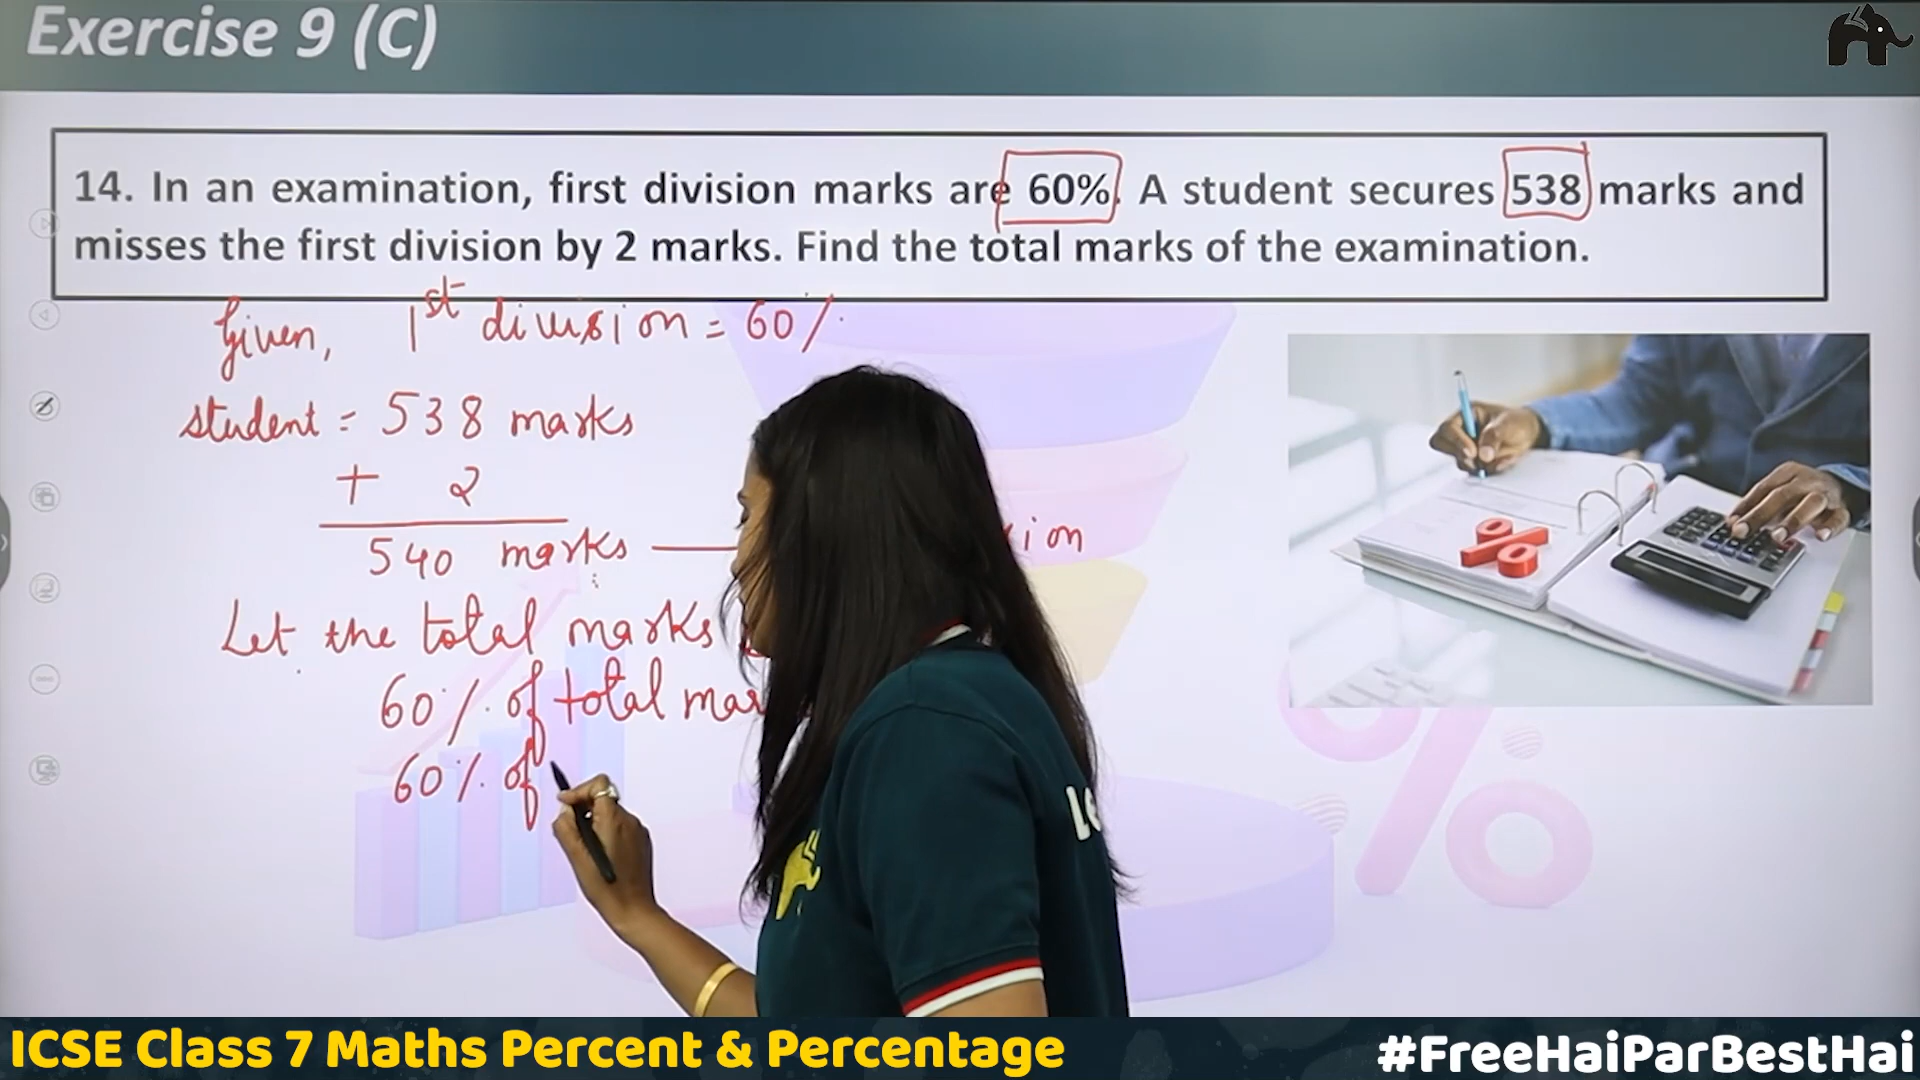 Exercise 9 (C)
14. In an examination, first division marks are 60%. A student secures 538 marks and
misses the first division by 2 marks. Find the total marks of the examination.
Given, 1st division = 60%.
student = 538 marks
+ 2
540 marks —
Let the total marks
60%. of total mar
60%. of
ICSE Class 7 Maths Percent & Percentage
#FreeHaiParBestHai